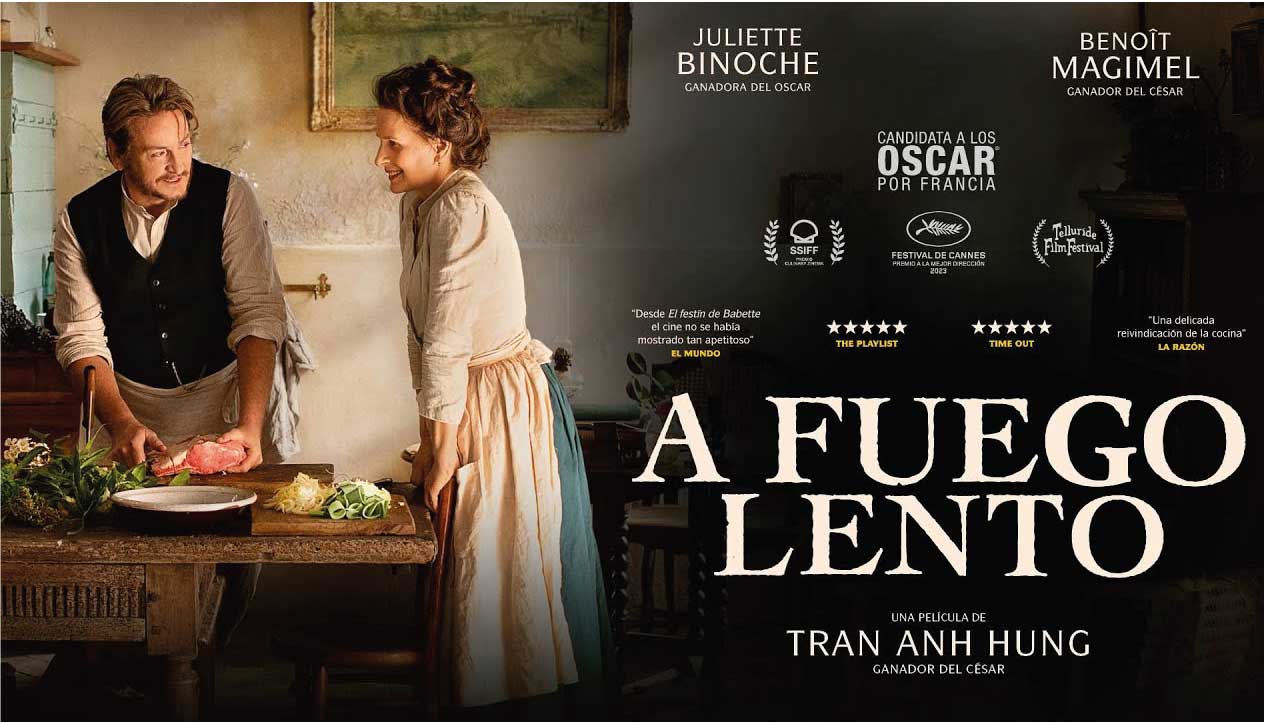 JULIETTE
BINOCHE
GANADORA DEL OSCAR
BENOÎT
MAGIMEL
GANADOR DEL CÉSAR
CANDIDATA A LOS
OSCAR®
POR FRANCIA
SSIFF
PREMIO
CULINARY ZINEMA
FESTIVAL DE CANNES
PREMIO A LA MEJOR DIRECCIÓN
2023
Telluride
Film Festival
"Desde El festín de Babette
el cine no se había
mostrado tan apetitoso"
EL MUNDO
★★★★★
THE PLAYLIST
★★★★★
TIME OUT
"Una delicada
reivindicación de la cocina"
LA RAZÓN
A FUEGO
LENTO
UNA PELÍCULA DE
TRAN ANH HUNG
GANADOR DEL CÉSAR